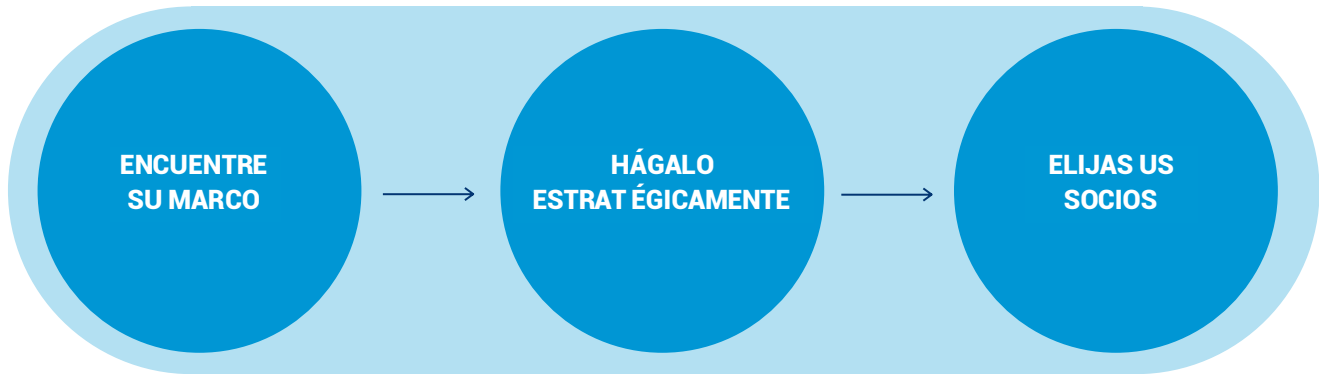 ENCUENTRE
SU MARCO
HÁGALO
ESTRAT ÉGICAMENTE
ELIJAS US
SOCIOS